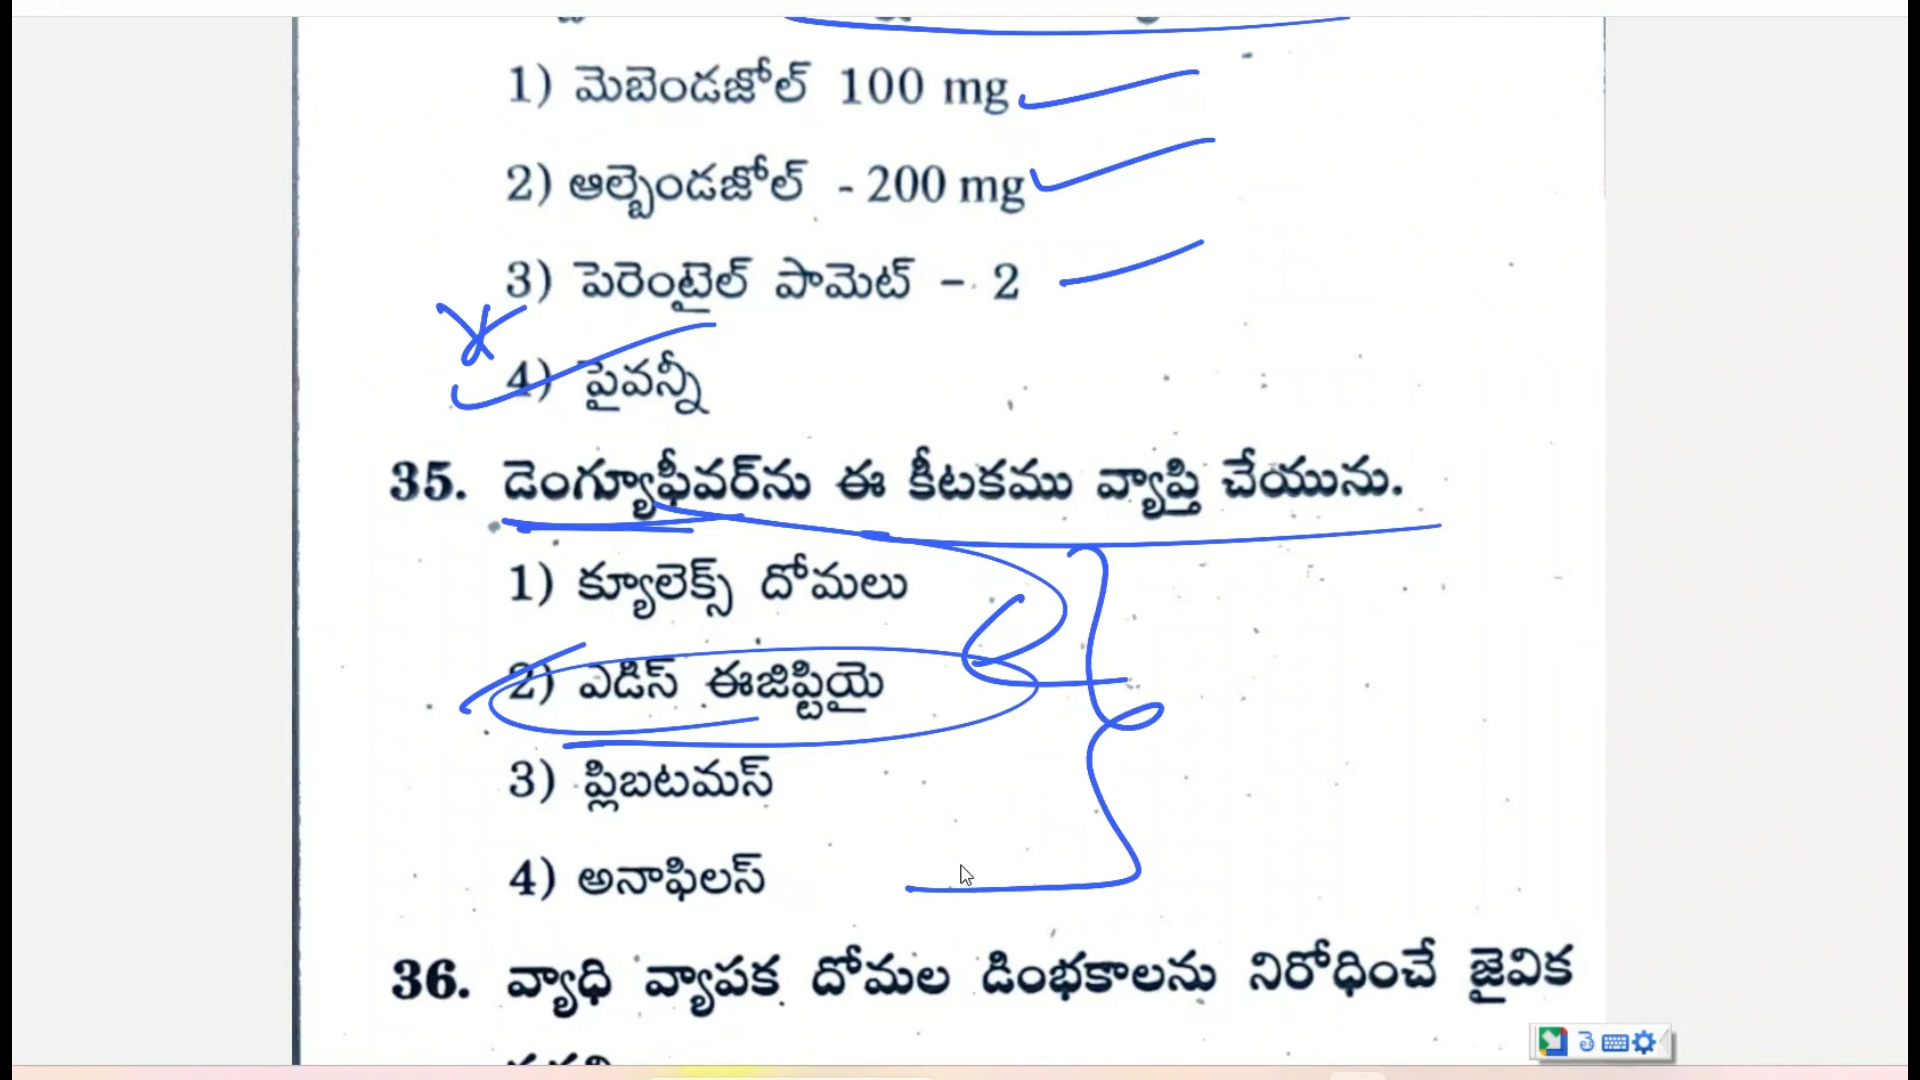 1) మెబెండజోల్ 100 mg
2) ఆల్బెండజోల్ - 200 mg
3) పెరెంటైల్ పామెట్ – 2
4) పైవన్నీ
35. డెంగ్యూఫీవర్‌ను ఈ కీటకము వ్యాప్తి చేయును.
1) క్యూలెక్స్ దోమలు
2) ఎడిస్ ఈజిప్టియై
3) ప్లిబటమస్
4) అనాఫిలస్
36. వ్యాధి వ్యాపక దోమల డింభకాలను నిరోధించే జైవిక
తె